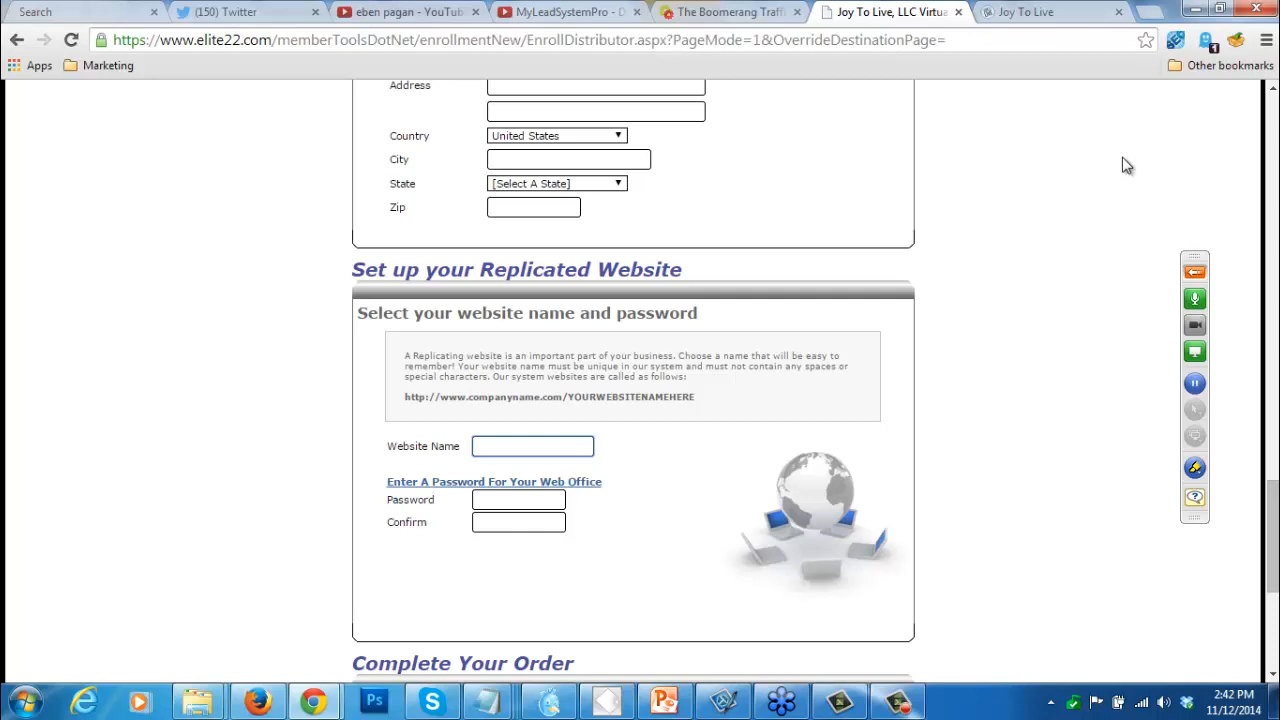 Search
(150) Twitter
eben pagan - YouTub
MyLeadSystemPro - D
The Boomerang Traffi
Joy To Live, LLC Virtua
Joy To Live
https://www.elite22.com/memberToolsDotNet/enrollmentNew/EnrollDistributor.aspx?PageMode=1&OverrideDestinationPage=
1
Apps
Marketing
Other bookmarks
Address
Country
United States
City
State
[Select A State]
Zip
Set up your Replicated Website
Select your website name and password
A Replicating website is an important part of your business. Choose a name that will be easy to
remember! Your website name must be unique in our system and must not contain any spaces or
special characters. Our system websites are called as follows:
http://www.companyname.com/YOURWEBSITENAMEHERE
Website Name
Enter A Password For Your Web Office
Password
Confirm
Complete Your Order
Ps
2:42 PM
11/12/2014